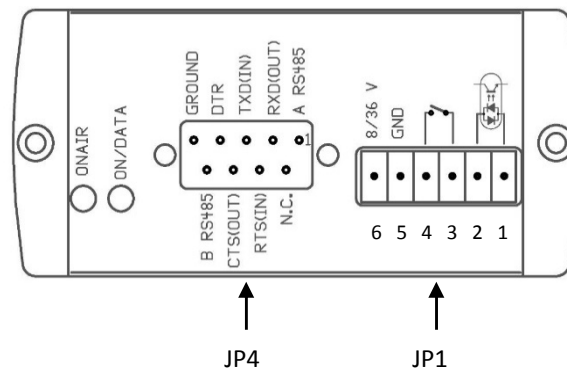 ONAIR
ON/DATA
GROUND
DTR
TXD(IN)
RXD(OUT)
A RS485
1
B RS485
CTS(OUT)
RTS(IN)
N.C.
8/36 V
GND
6 5 4 3 2 1
JP4 JP1